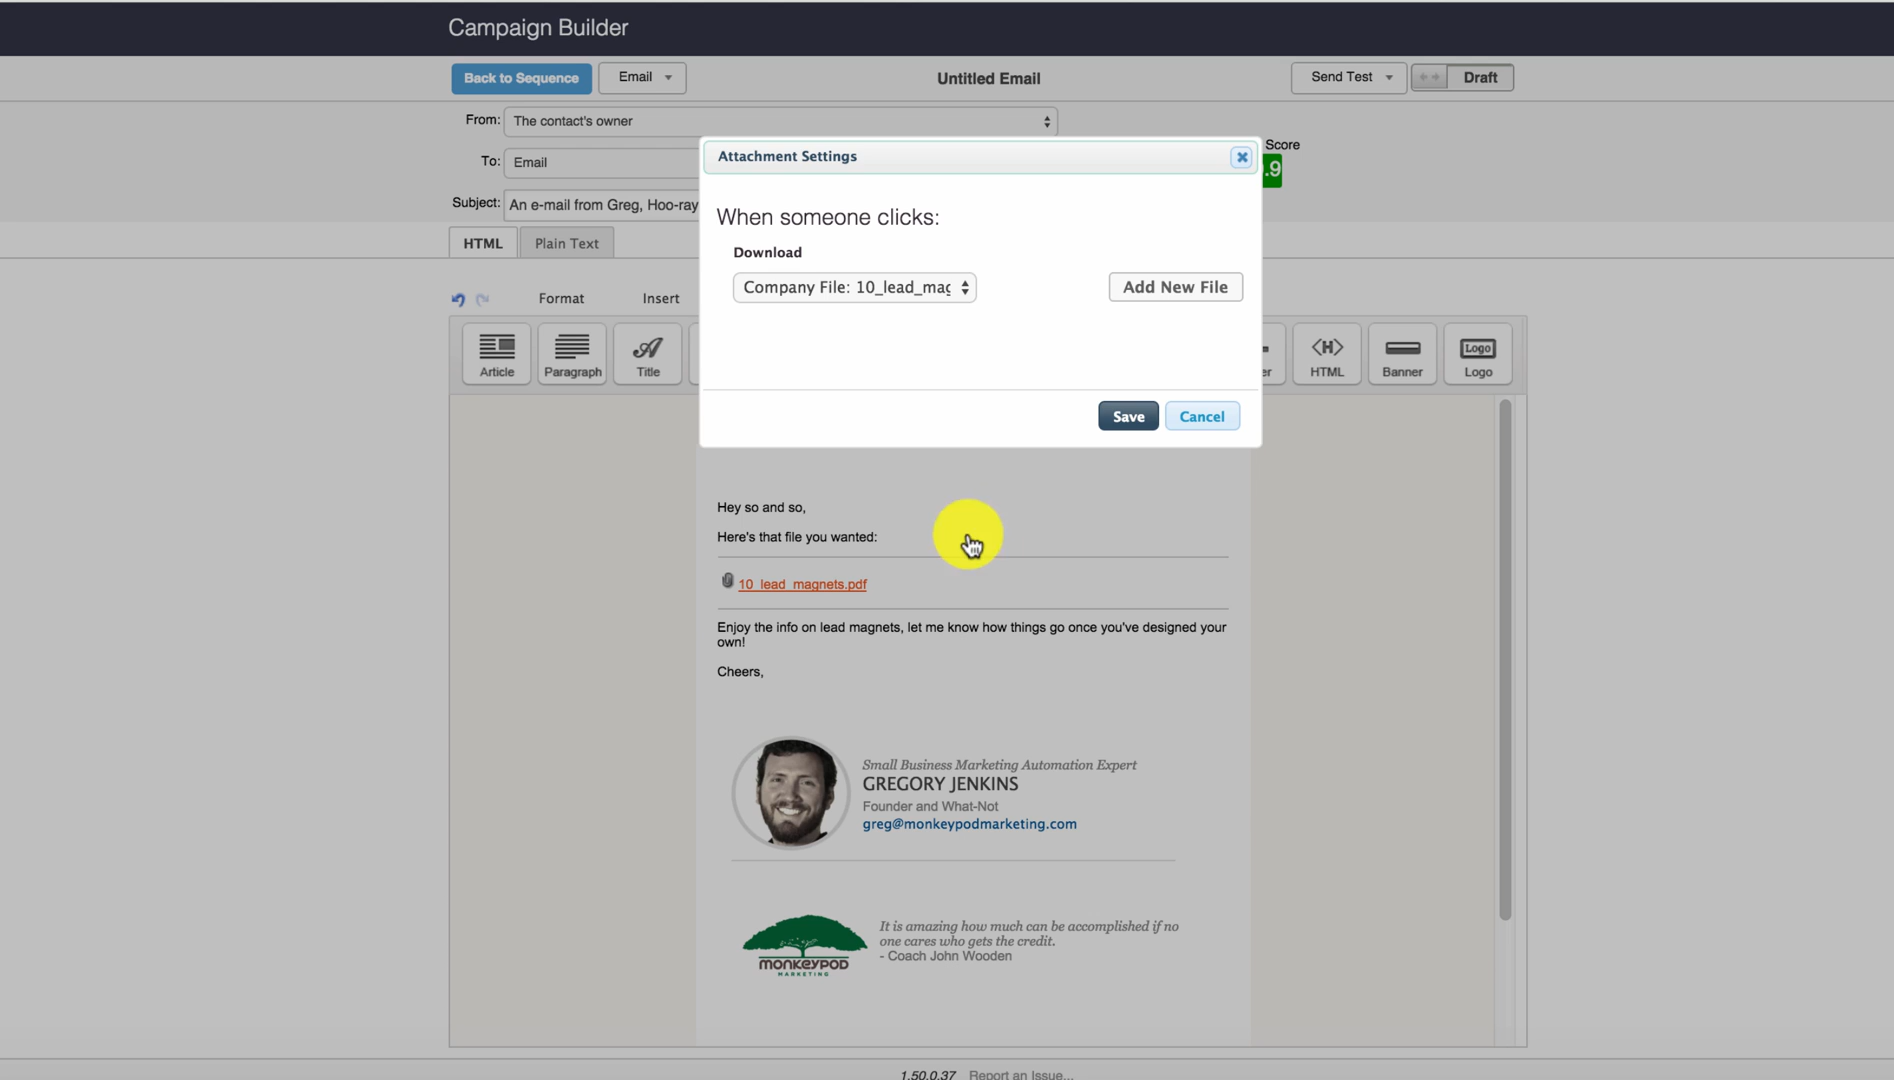 Campaign Builder
Back to Sequence
Email
Untitled Email
Send Test
Draft
From:
The contact's owner
To:
Email
Score
.9
Subject:
An e-mail from Greg, Hoo-ray
HTML
Plain Text
Attachment Settings
When someone clicks:
Download
Company File: 10_lead_mag
Add New File
Save
Cancel
Format
Insert
Article
Paragraph
Title
er
HTML
Banner
Logo
Logo
Hey so and so,
Here's that file you wanted:
10_lead_magnets.pdf
Enjoy the info on lead magnets, let me know how things go once you've designed your
own!
Cheers,
Small Business Marketing Automation Expert
GREGORY JENKINS
Founder and What-Not
greg@monkeypodmarketing.com
MONKEYPOD
MARKETING
It is amazing how much can be accomplished if no
one cares who gets the credit.
- Coach John Wooden
1.50.0.37 Report an Issue...